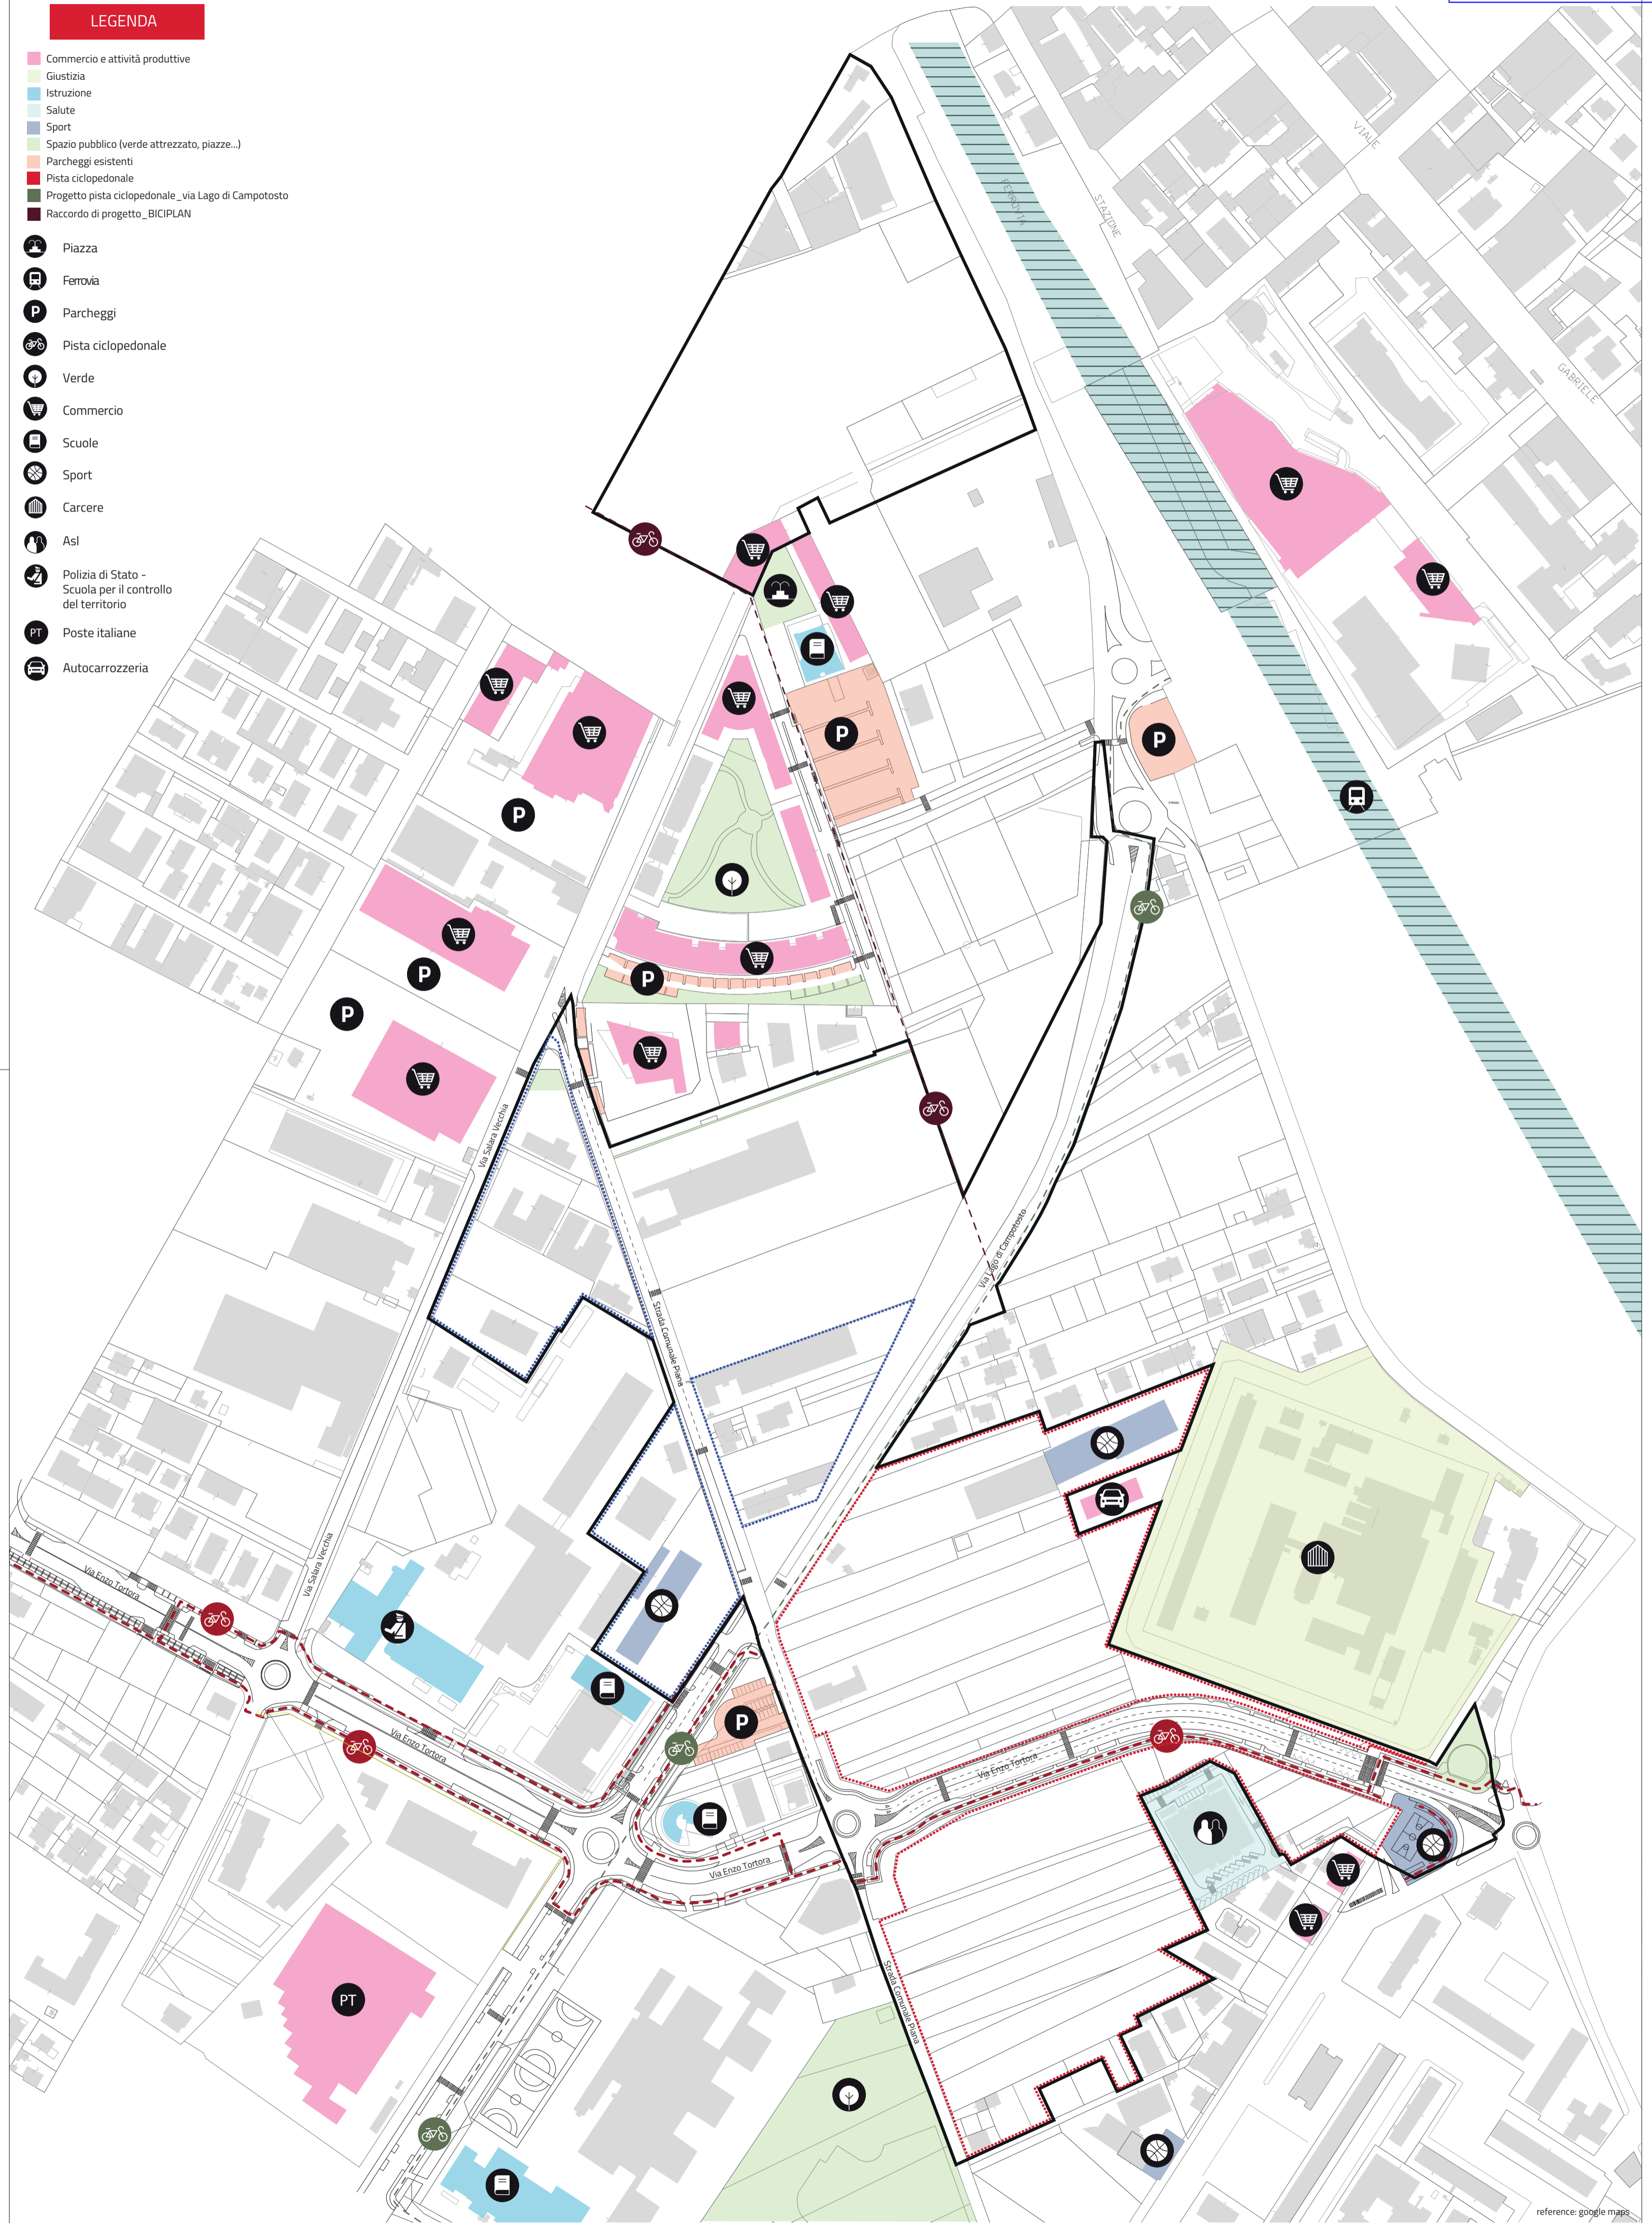 LEGENDA
Commercio e attività produttive
Giustizia
Istruzione
Salute
Sport
Spazio pubblico (verde attrezzato, piazze...)
Parcheggi esistenti
Pista ciclopedonale
Progetto pista ciclopedonale_via Lago di Campotosto
Raccordo di progetto_BICIPLAN
Piazza
Ferrovia
P Parcheggi
Pista ciclopedonale
Verde
Commercio
Scuole
Sport
Carcere
Asl
Polizia di Stato -
Scuola per il controllo
del territorio
PT Poste italiane
Autocarrozzeria
FERROVIA
STAZIONE
VIALE
GABRIELE
P
P
P
P
P
P
Via Salara Vecchia
Via Lago di Campotosto
Strada Comunale Piana
Via Salara Vecchia
Via Enzo Tortora
Via Enzo Tortora
P
Via Enzo Tortora
Via Enzo Tortora
Strada Comunale Piana
PT
reference: google maps